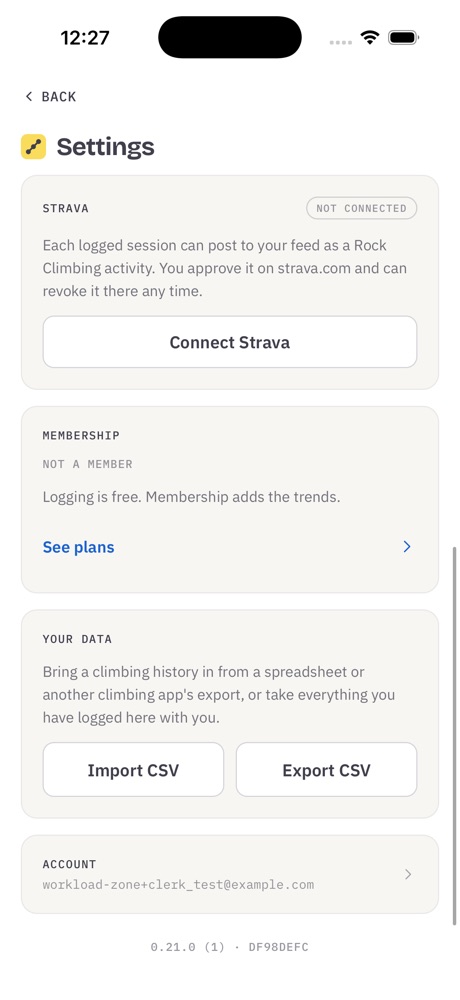 12:27
BACK
Settings
STRAVA
NOT CONNECTED
Each logged session can post to your feed as a Rock
Climbing activity. You approve it on strava.com and can
revoke it there any time.
Connect Strava
MEMBERSHIP
NOT A MEMBER
Logging is free. Membership adds the trends.
See plans
YOUR DATA
Bring a climbing history in from a spreadsheet or
another climbing app's export, or take everything you
have logged here with you.
Import CSV
Export CSV
ACCOUNT
workload-zone+clerk_test@example.com
0.21.0 (1) · DF98DEFC